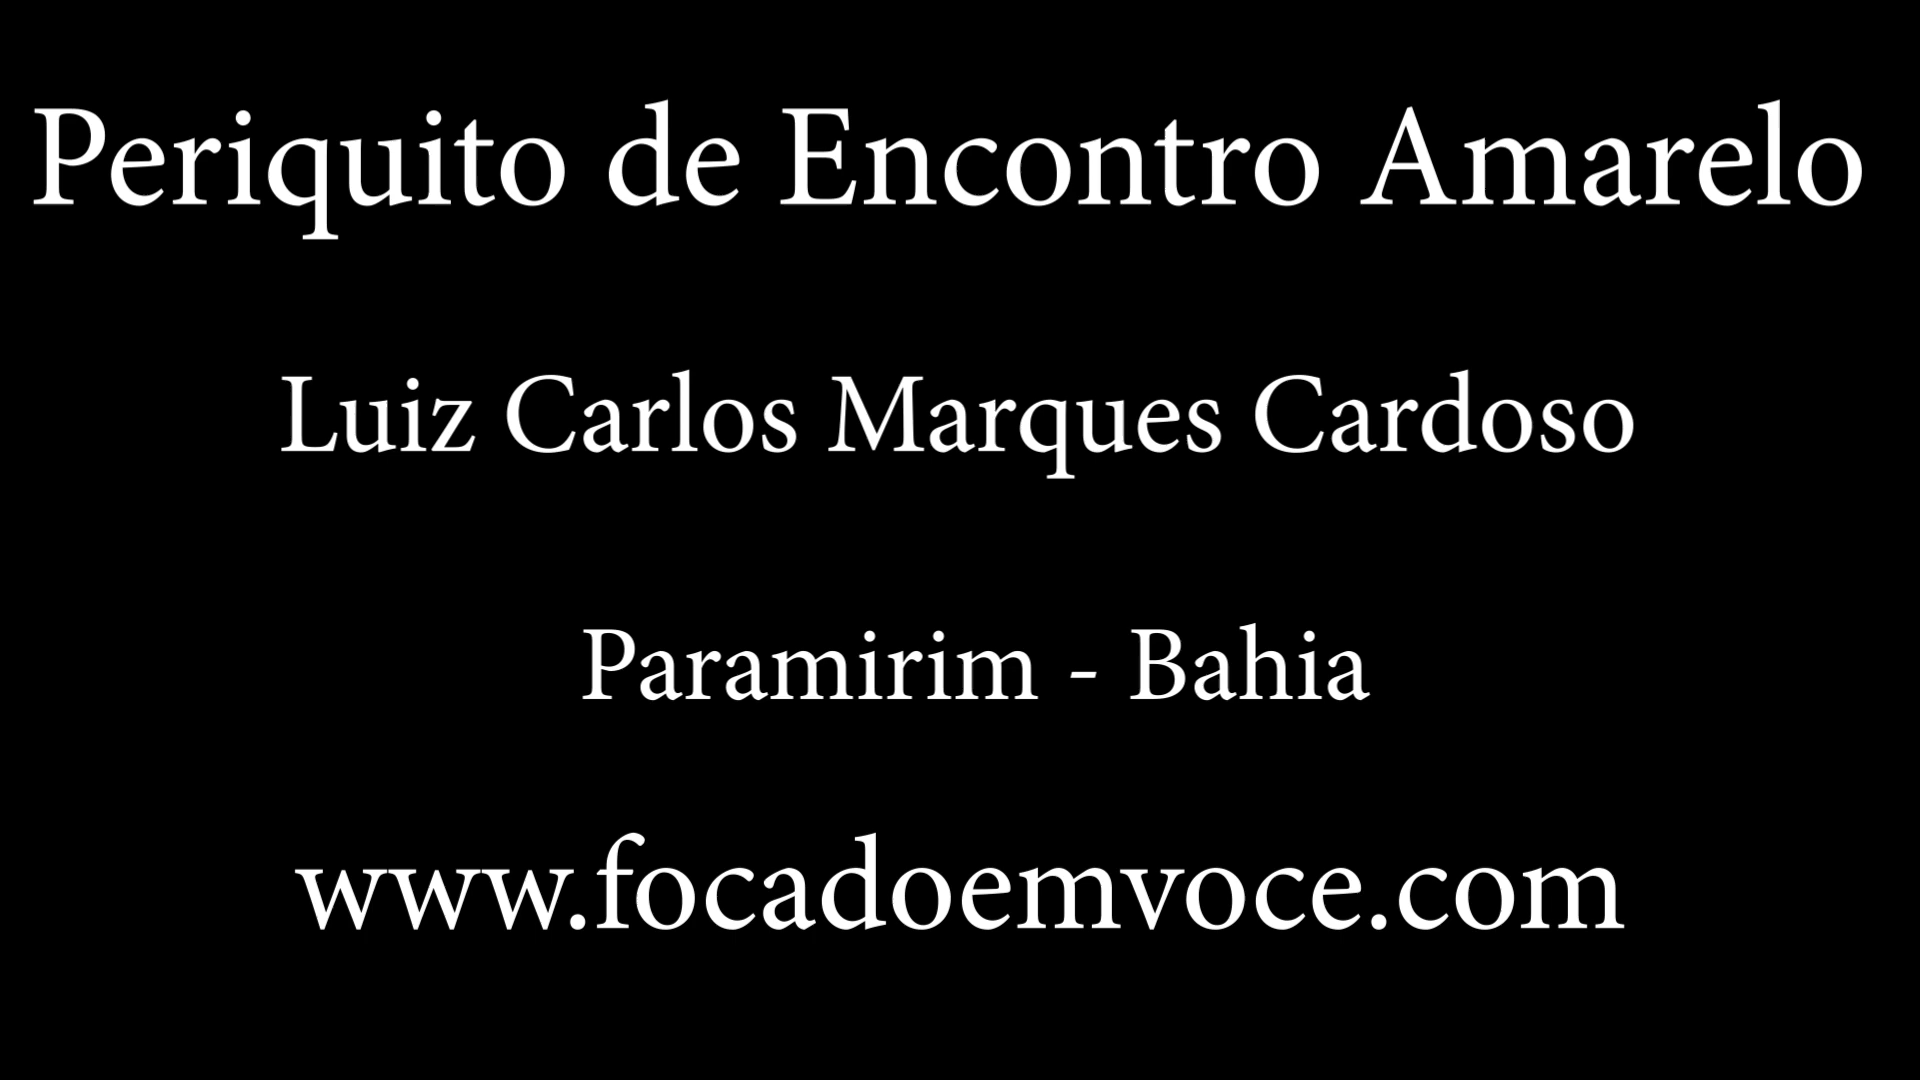 Periquito de Encontro Amarelo
Luiz Carlos Marques Cardoso
Paramirim - Bahia
www.focadoemvoce.com